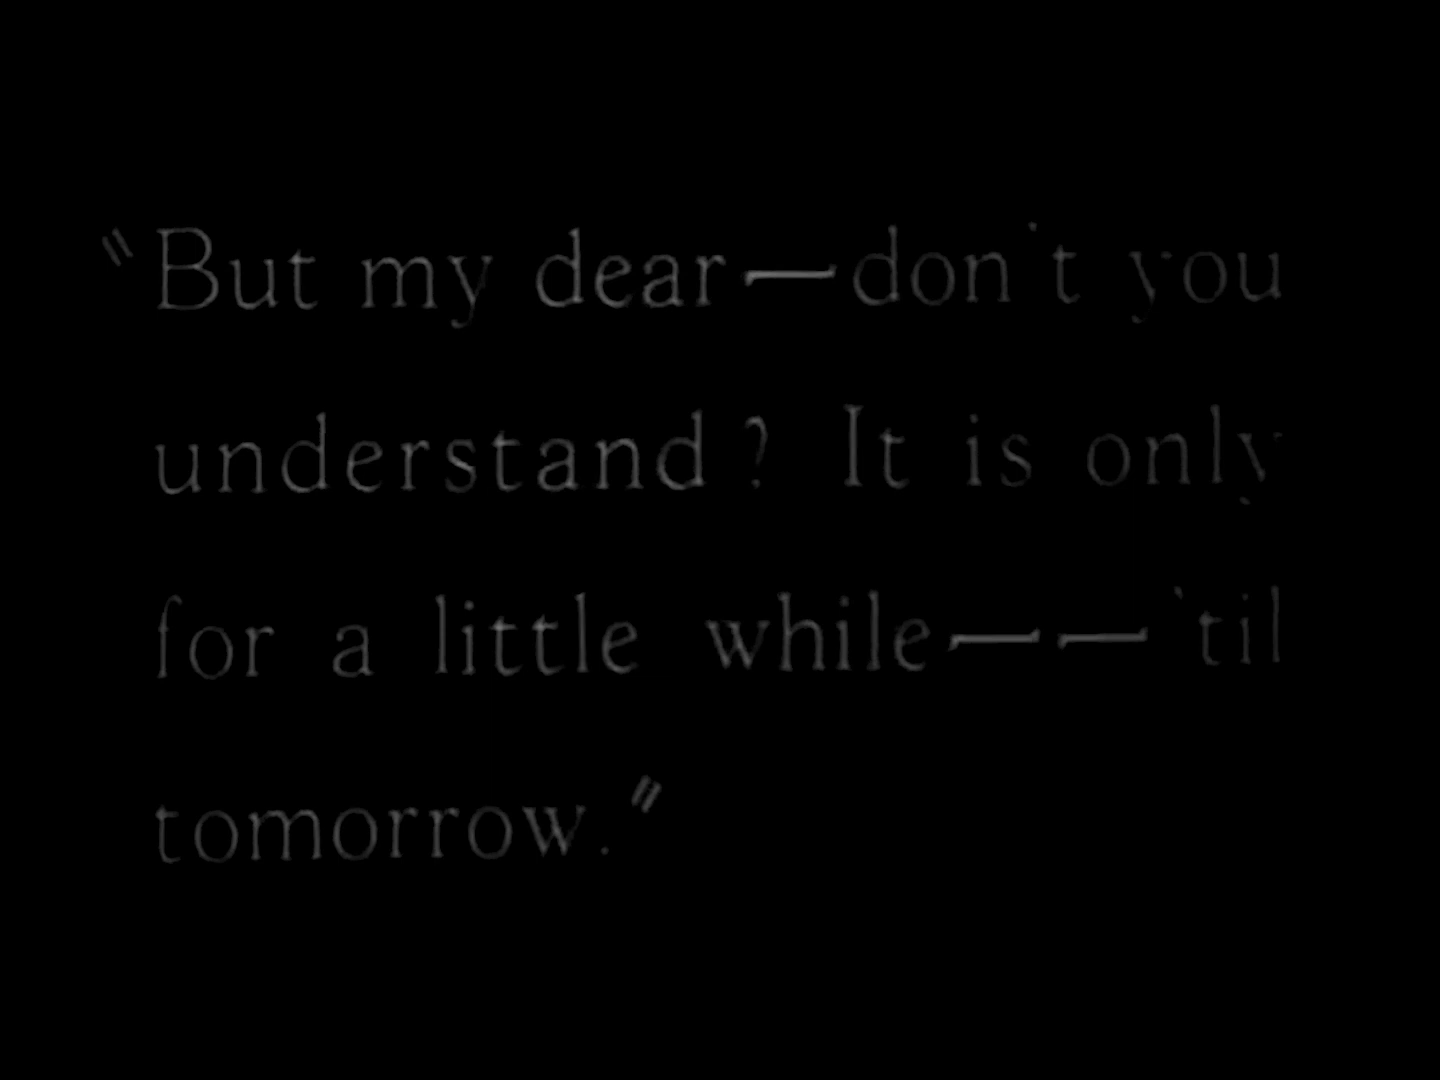 "But my dear—don't you
understand? It is only
for a little while—— 'til
tomorrow."